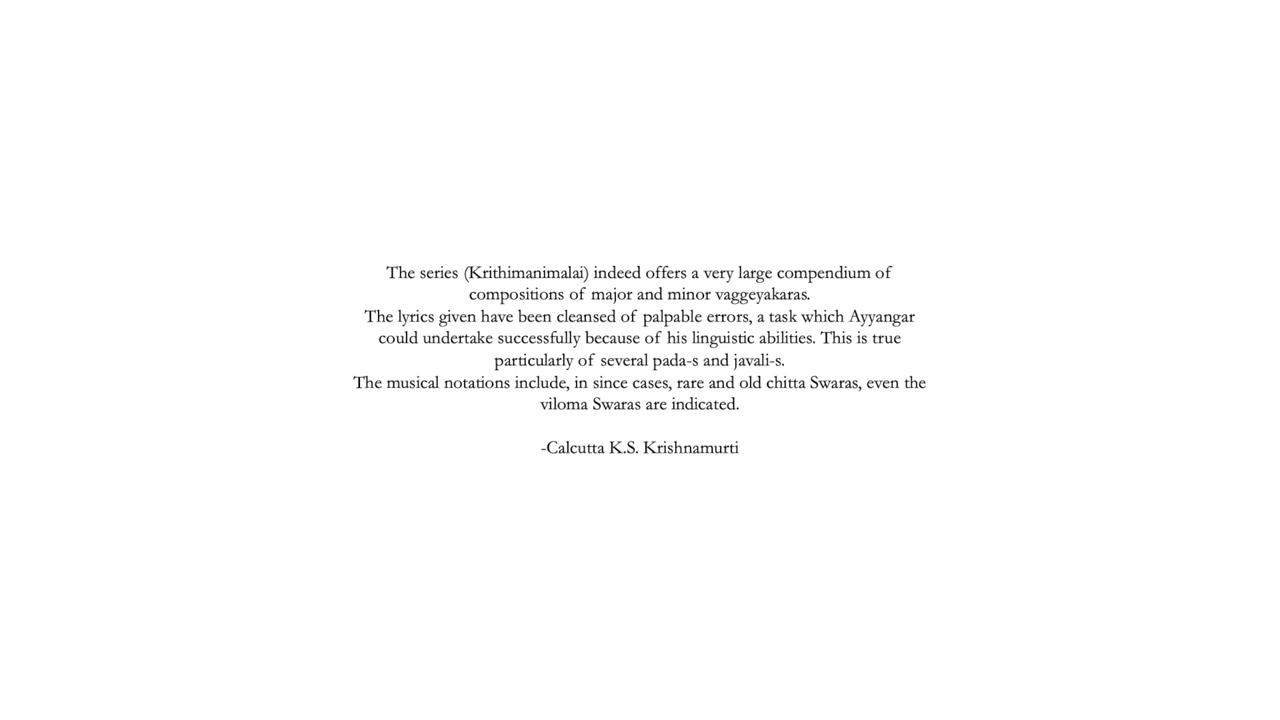 The series (Krithimanimalai) indeed offers a very large compendium of
compositions of major and minor vaggeyakaras.
The lyrics given have been cleansed of palpable errors, a task which Ayyangar
could undertake successfully because of his linguistic abilities. This is true
particularly of several pada-s and javali-s.
The musical notations include, in since cases, rare and old chitta Swaras, even the
viloma Swaras are indicated.
-Calcutta K.S. Krishnamurti